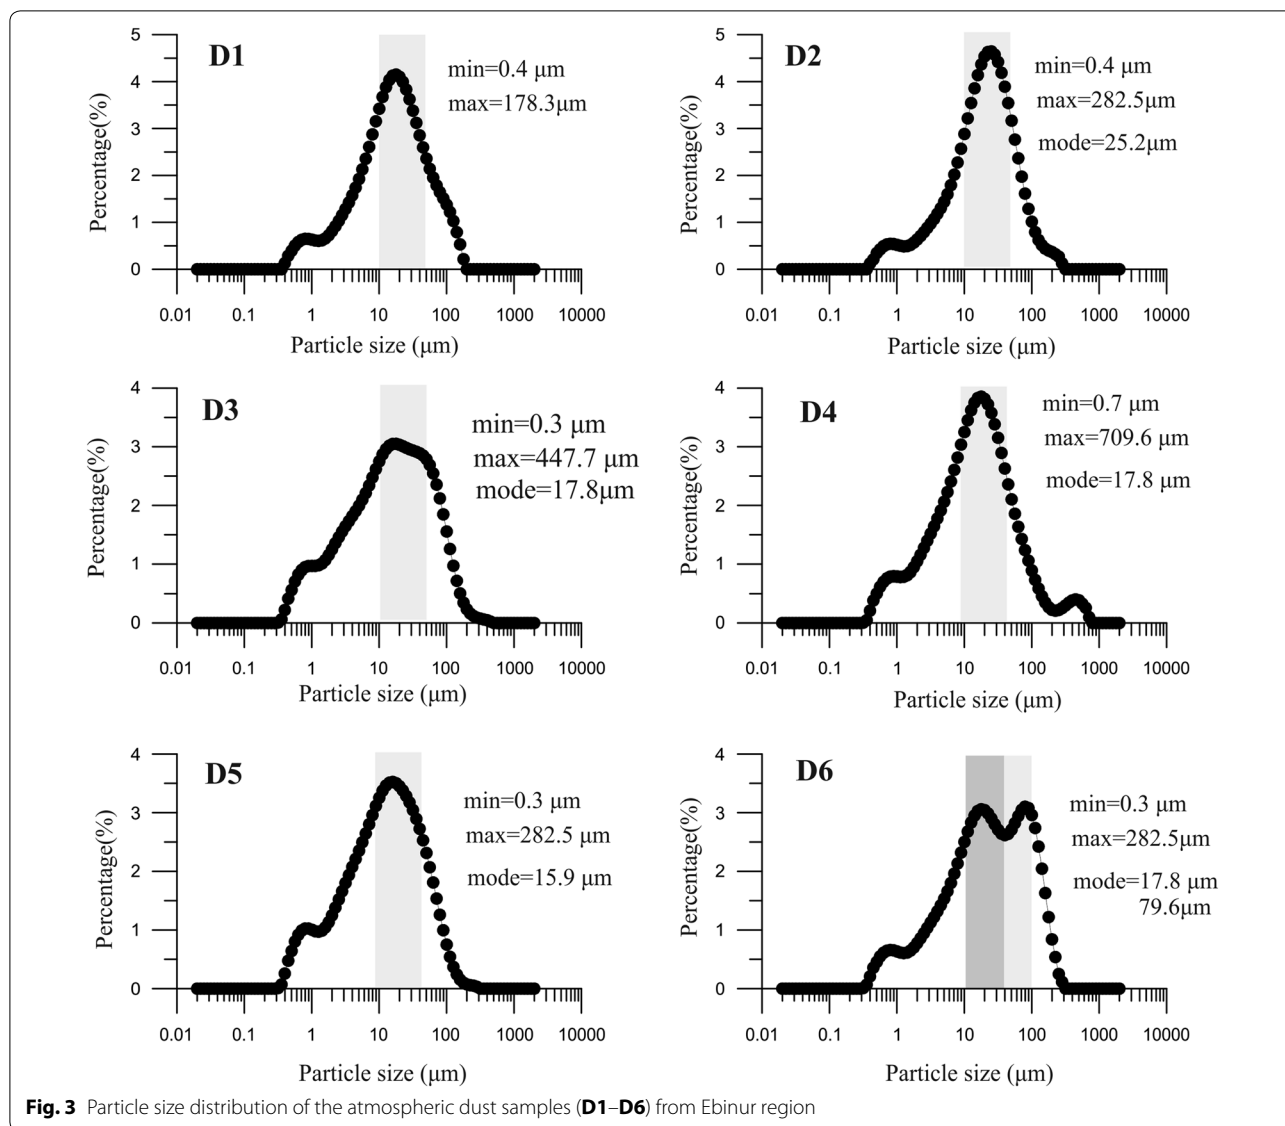 D1
min=0.4 μm
max=178.3μm
Percentage(%)
5
4
3
2
1
0
0.01 0.1 1 10 100 1000 10000
Particle size (μm)
D2
min=0.4 μm
max=282.5μm
mode=25.2μm
Percentage(%)
5
4
3
2
1
0
0.01 0.1 1 10 100 1000 10000
Particle size (μm)
D3
min=0.3 μm
max=447.7 μm
mode=17.8μm
Percentage(%)
4
3
2
1
0
0.01 0.1 1 10 100 1000 10000
Particle size (μm)
D4
min=0.7 μm
max=709.6 μm
mode=17.8 μm
Percentage(%)
4
3
2
1
0
0.01 0.1 1 10 100 1000 10000
Particle size (μm)
D5
min=0.3 μm
max=282.5 μm
mode=15.9 μm
Percentage(%)
4
3
2
1
0
0.01 0.1 1 10 100 1000 10000
Particle size (μm)
D6
min=0.3 μm
max=282.5μm
mode=17.8 μm
79.6μm
Percentage(%)
4
3
2
1
0
0.01 0.1 1 10 100 1000 10000
Particle size (μm)
Fig. 3 Particle size distribution of the atmospheric dust samples (D1–D6) from Ebinur region